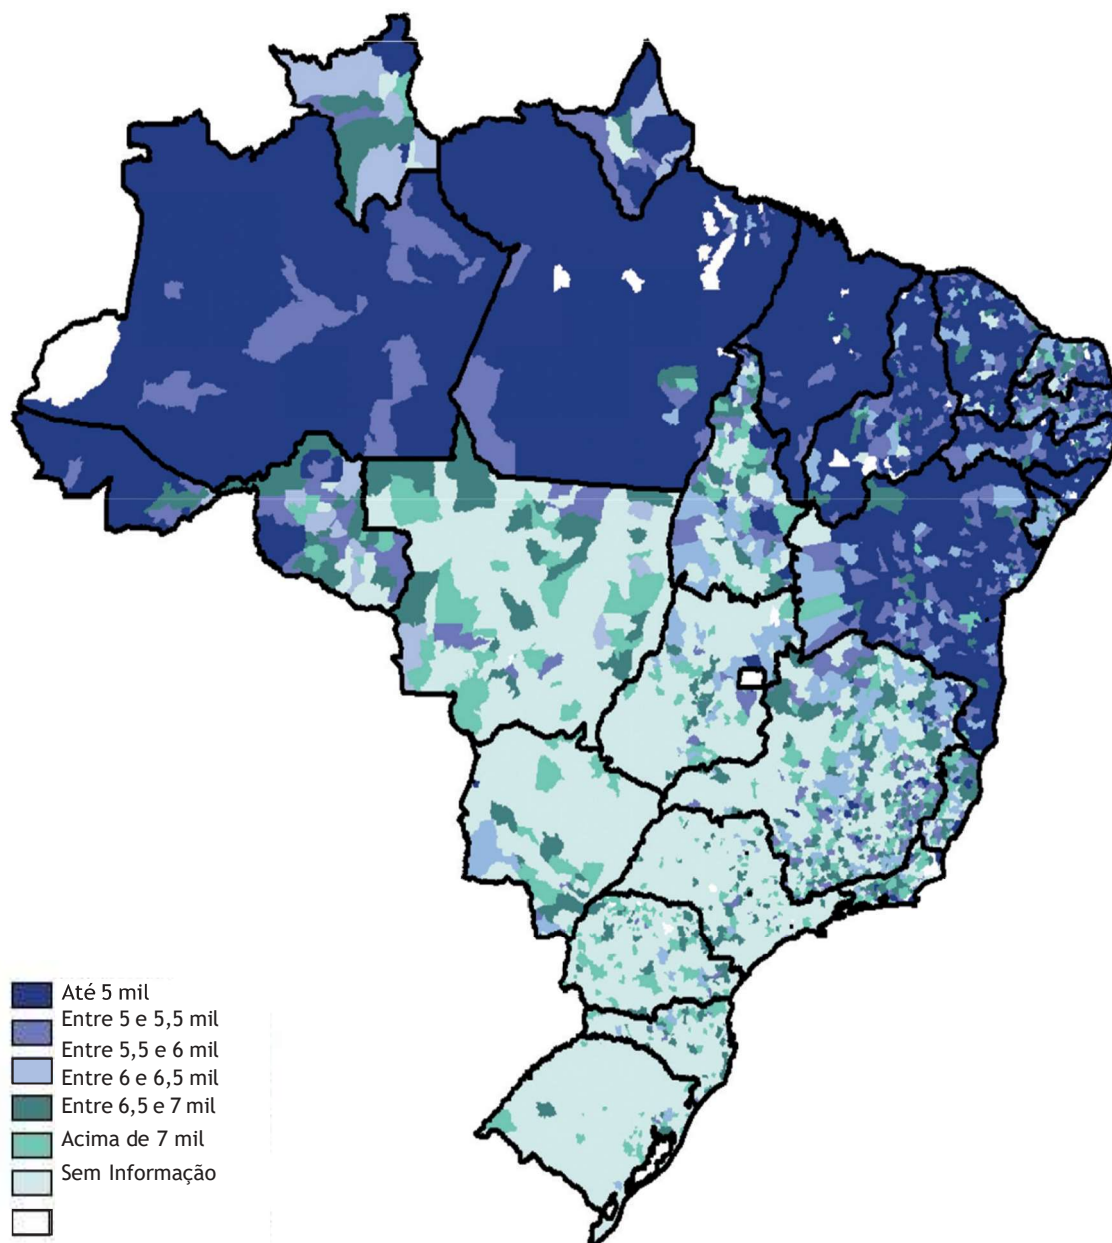 Até 5 mil
Entre 5 e 5,5 mil
Entre 5,5 e 6 mil
Entre 6 e 6,5 mil
Entre 6,5 e 7 mil
Acima de 7 mil
Sem Informação